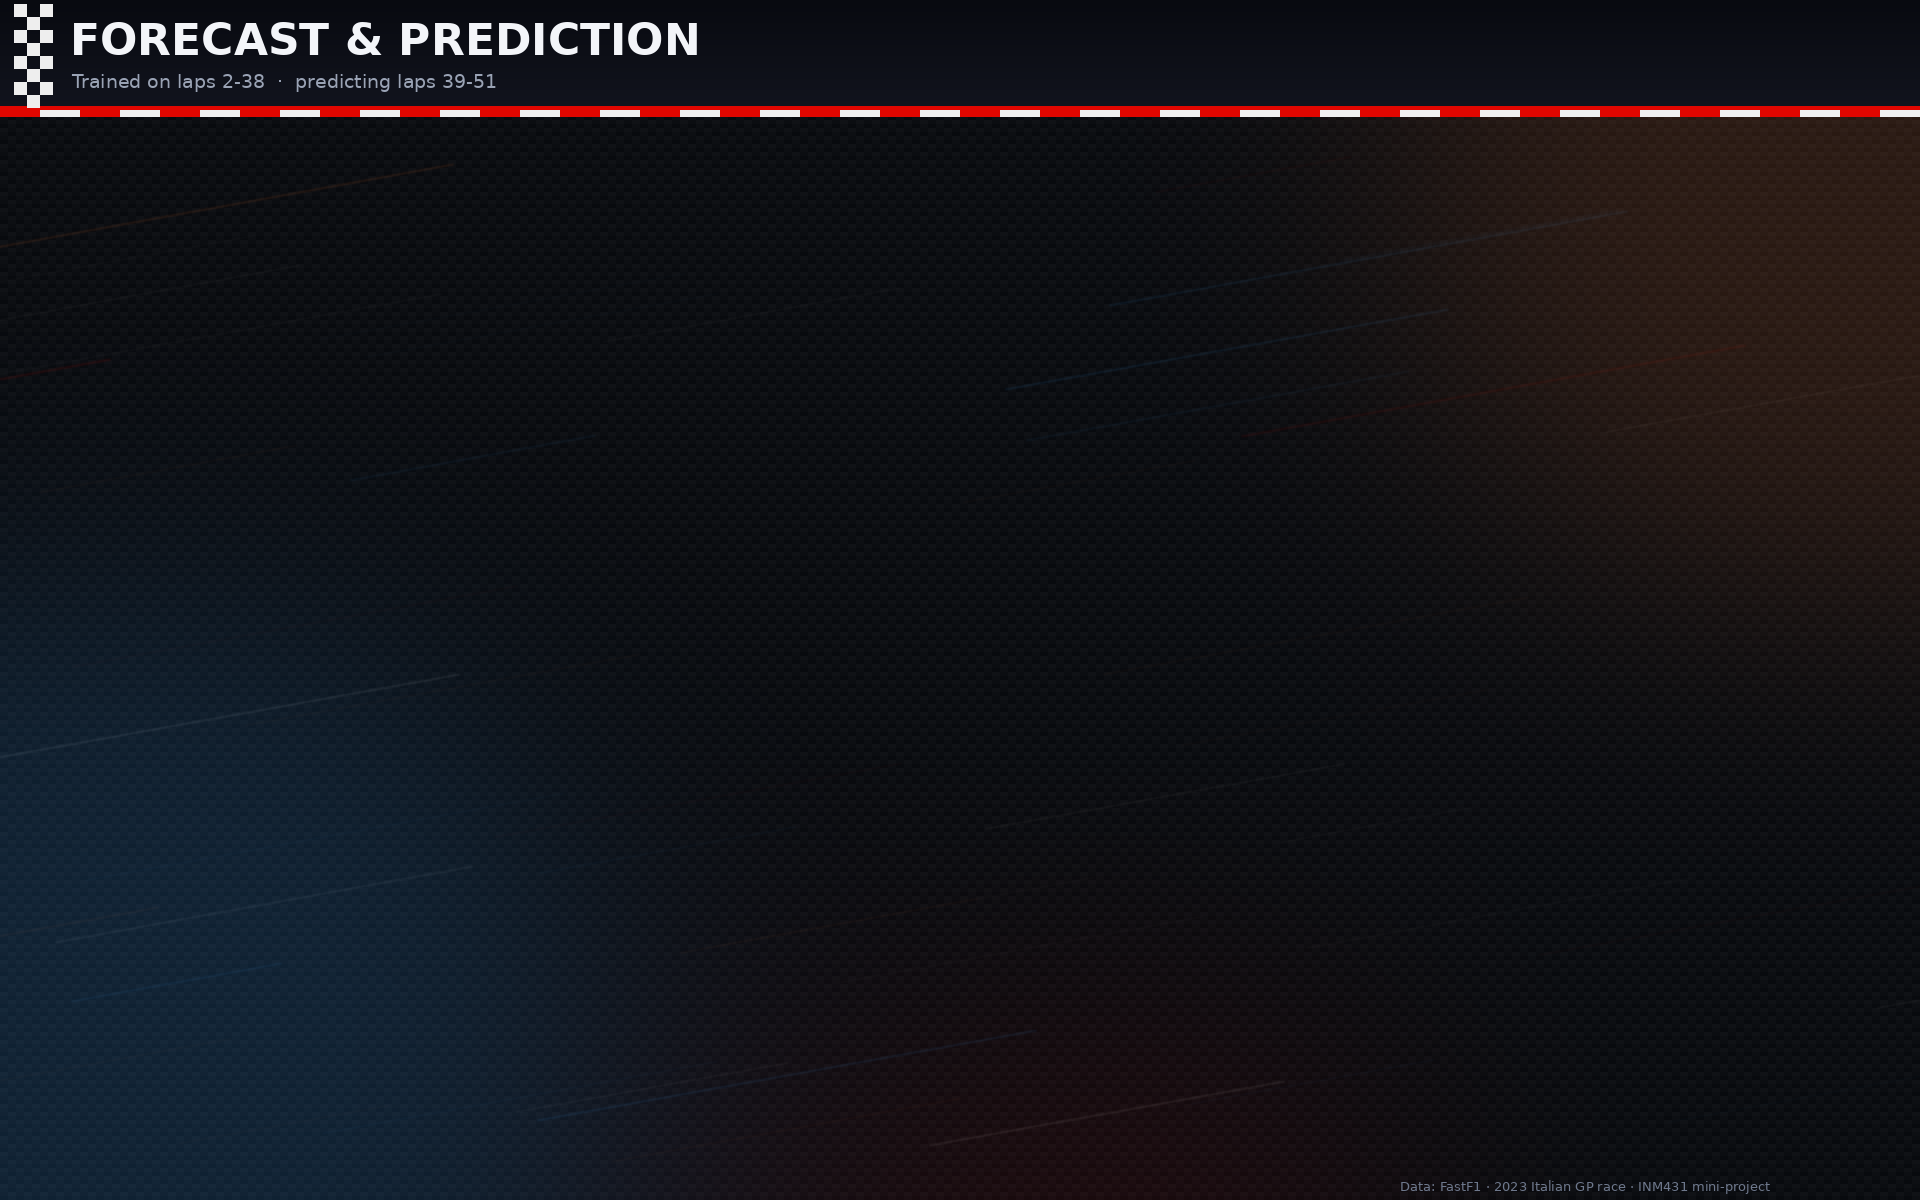 FORECAST & PREDICTION
Trained on laps 2-38 · predicting laps 39-51
Data: FastF1 · 2023 Italian GP race · INM431 mini-project